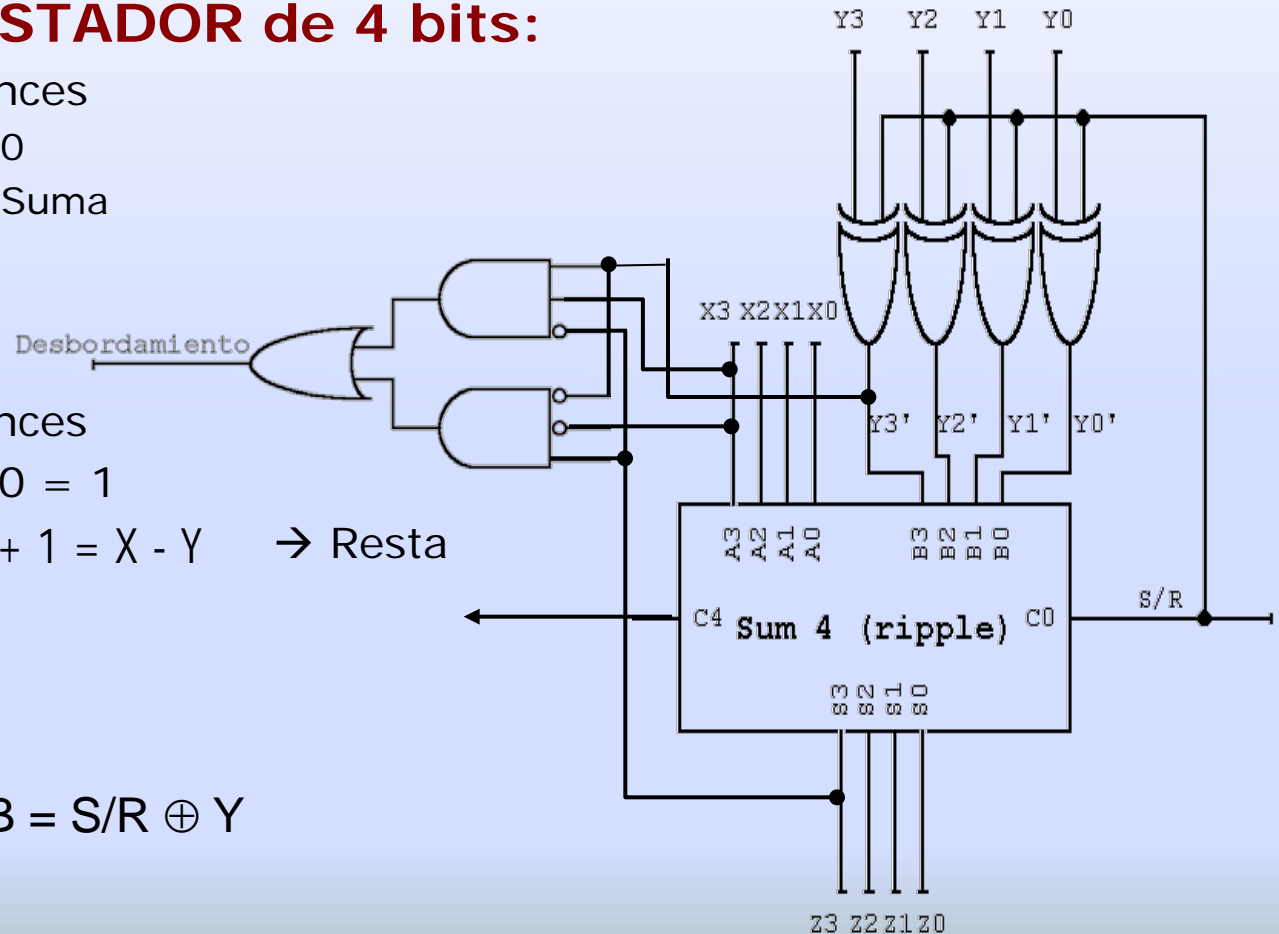 STADOR de 4 bits:
nces
0
Suma
nces
0 = 1
+ 1 = X - Y → Resta
B = S/R ⊕ Y
Y3 Y2 Y1 Y0
X3 X2 X1 X0
Desbordamiento
Y3' Y2' Y1' Y0'
A3 A2 A1 A0 B3 B2 B1 B0
S/R
C4 Sum 4 (ripple) C0
S3 S2 S1 S0
Z3 Z2 Z1 Z0